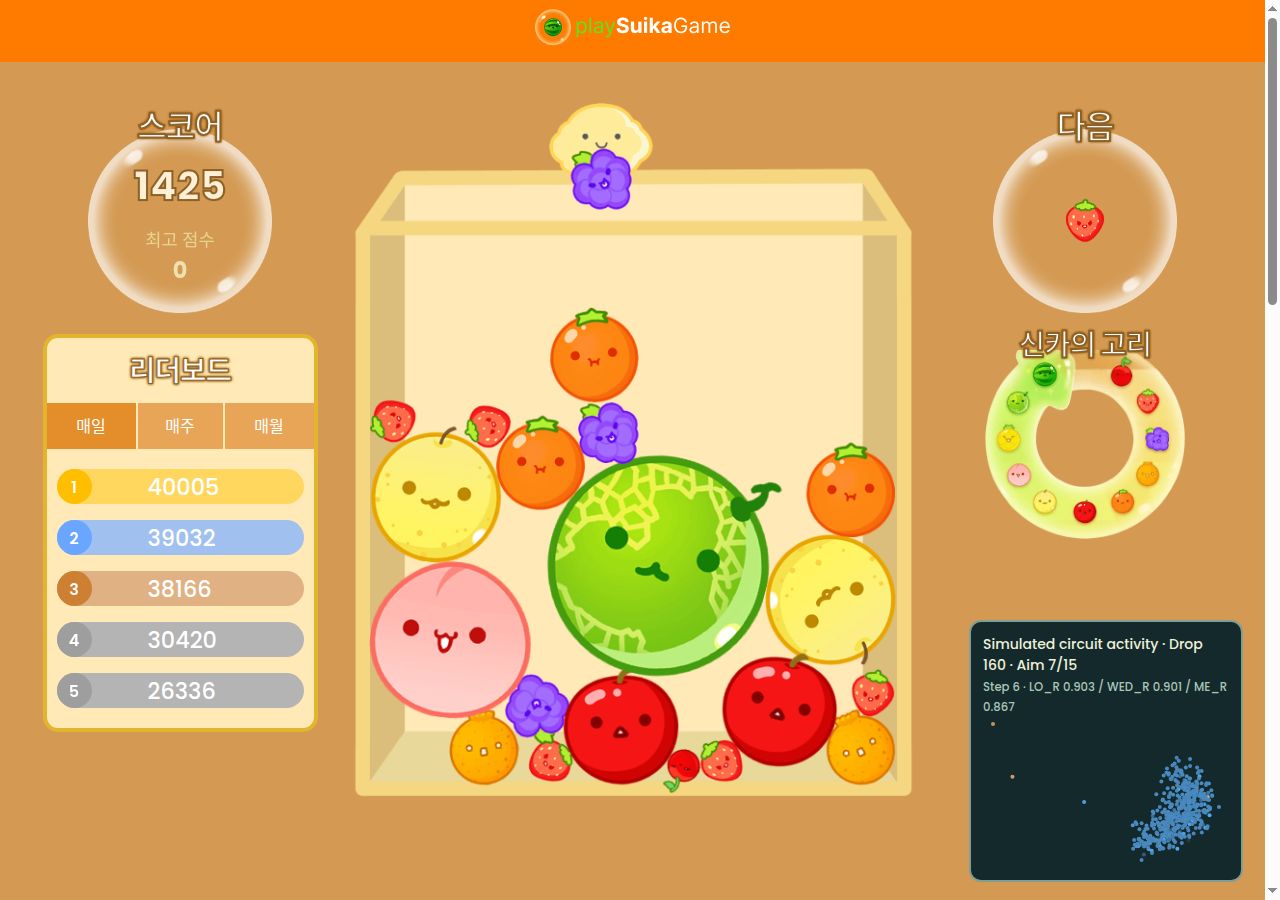 playSuikaGame
스코어
1425
최고 점수
0
다음
신카의 고리
리더보드
매일 매주 매월
1 40005
2 39032
3 38166
4 30420
5 26336
Simulated circuit activity · Drop
160 · Aim 7/15
Step 6 · LO_R 0.903 / WED_R 0.901 / ME_R
0.867